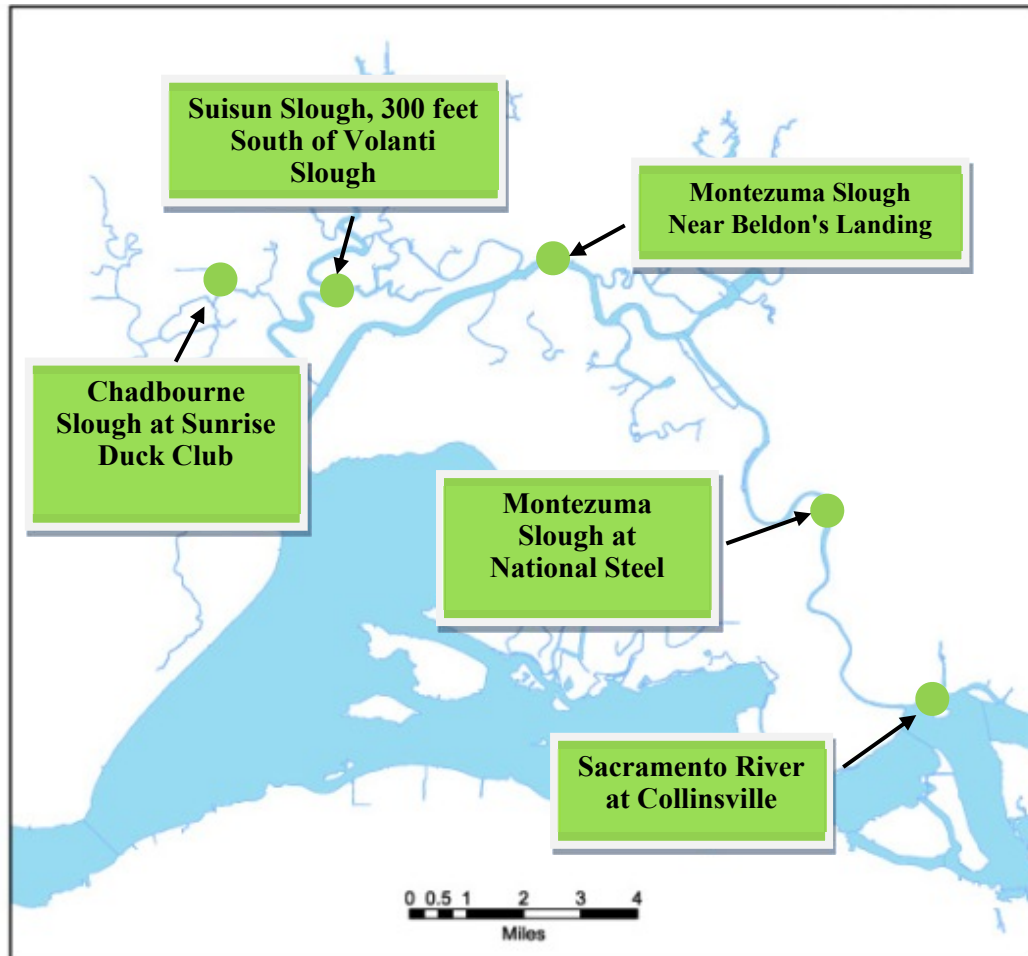 Suisun Slough, 300 feet
South of Volanti
Slough
Montezuma Slough
Near Beldon's Landing
Chadbourne
Slough at Sunrise
Duck Club
Montezuma
Slough at
National Steel
Sacramento River
at Collinsville
0 0.5 1 2 3 4
Miles